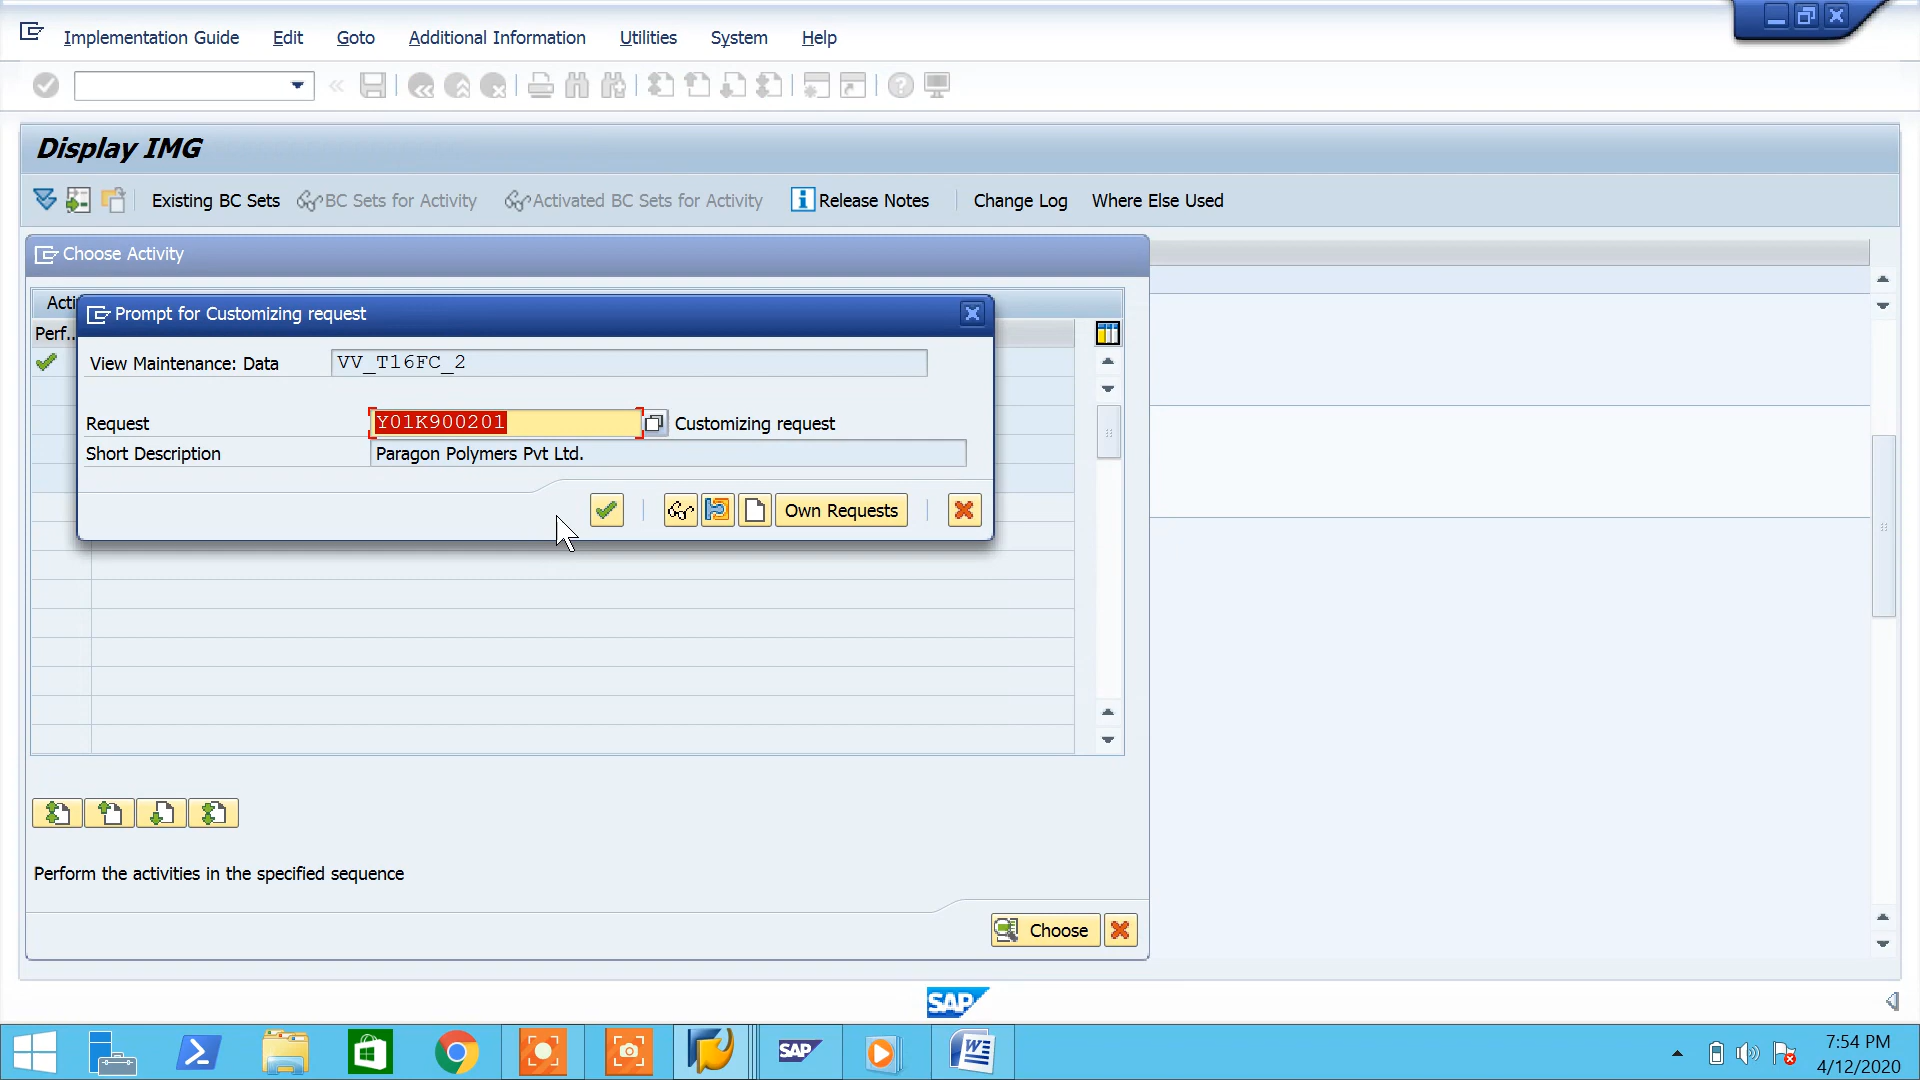 Implementation Guide Edit Goto Additional Information Utilities System Help
Display IMG
Existing BC Sets BC Sets for Activity Activated BC Sets for Activity Release Notes Change Log Where Else Used
Choose Activity
Acti
Prompt for Customizing request
Perf..
View Maintenance: Data VV_T16FC_2
Request Y01K900201 Customizing request
Short Description Paragon Polymers Pvt Ltd.
Own Requests
Perform the activities in the specified sequence
Choose
SAP
SAP
7:54 PM
4/12/2020